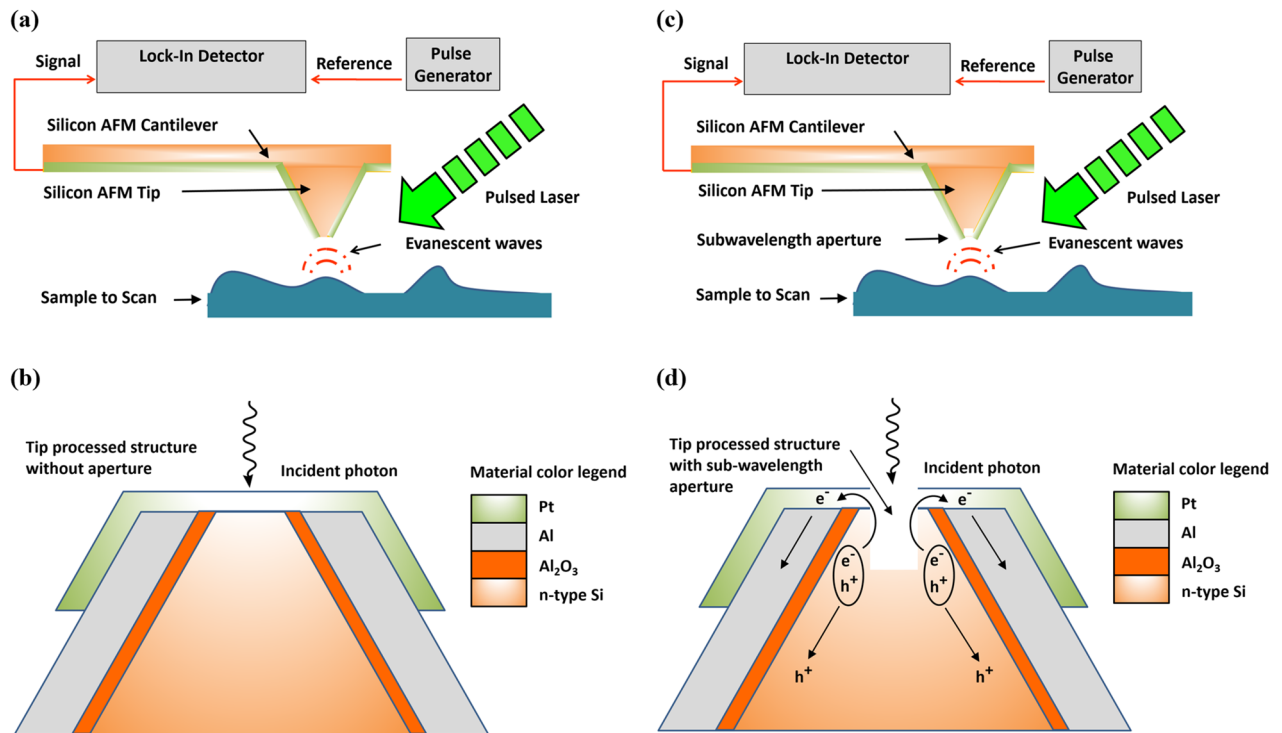 (a)
Signal
Lock-In Detector
Reference
Pulse
Generator
Silicon AFM Cantilever
Silicon AFM Tip
Pulsed Laser
Evanescent waves
Sample to Scan
(c)
Signal
Lock-In Detector
Reference
Pulse
Generator
Silicon AFM Cantilever
Silicon AFM Tip
Pulsed Laser
Subwavelength aperture
Evanescent waves
Sample to Scan
(b)
Tip processed structure
without aperture
Incident photon
Material color legend
Pt
Al
Al₂O₃
n-type Si
(d)
Tip processed structure
with sub-wavelength
aperture
Incident photon
e⁻
e⁻
e⁻
h⁺
e⁻
h⁺
h⁺
h⁺
Material color legend
Pt
Al
Al₂O₃
n-type Si